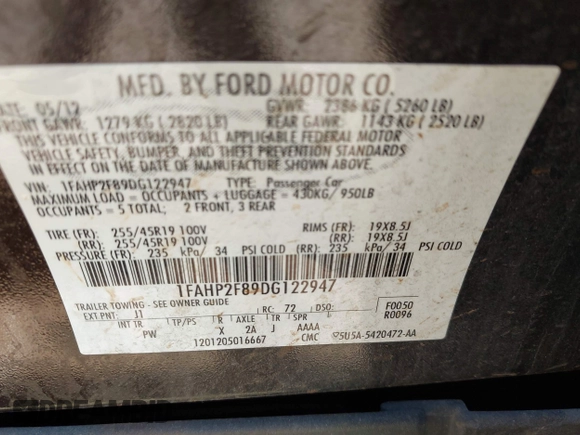 MFD. BY FORD MOTOR CO.
DATE: 05/12 GVWR: 2386 KG ( 5260 LB)
FRONT GAWR: 1279 KG ( 2820 LB) REAR GAWR: 1143 KG ( 2520 LB)
THIS VEHICLE CONFORMS TO ALL APPLICABLE FEDERAL MOTOR
VEHICLE SAFETY, BUMPER, AND THEFT PREVENTION STANDARDS
IN EFFECT ON THE DATE OF MANUFACTURE SHOWN ABOVE.
VIN: 1FAHP2F89DG122947 TYPE: Passenger Car
MAXIMUM LOAD = OCCUPANTS + LUGGAGE = 430KG / 950LB
OCCUPANTS = 5 TOTAL; 2 FRONT, 3 REAR
TIRE (FR): 255/45R19 100V RIMS (FR): 19X8.5J
(RR): 255/45R19 100V (RR): 19X8.5J
PRESSURE (FR): 235 kPa/ 34 PSI COLD (RR): 235 kPa/ 34 PSI COLD
1FAHP2F89DG122947
TRAILER TOWING - SEE OWNER GUIDE
EXT.PNT: J1 RC: 72 DSO: F0050
R0096
INT TR TP/PS R AXLE TR SPR
PW X 2A J AAAA
1201205016667 CMC 5U5A-5420472-AA